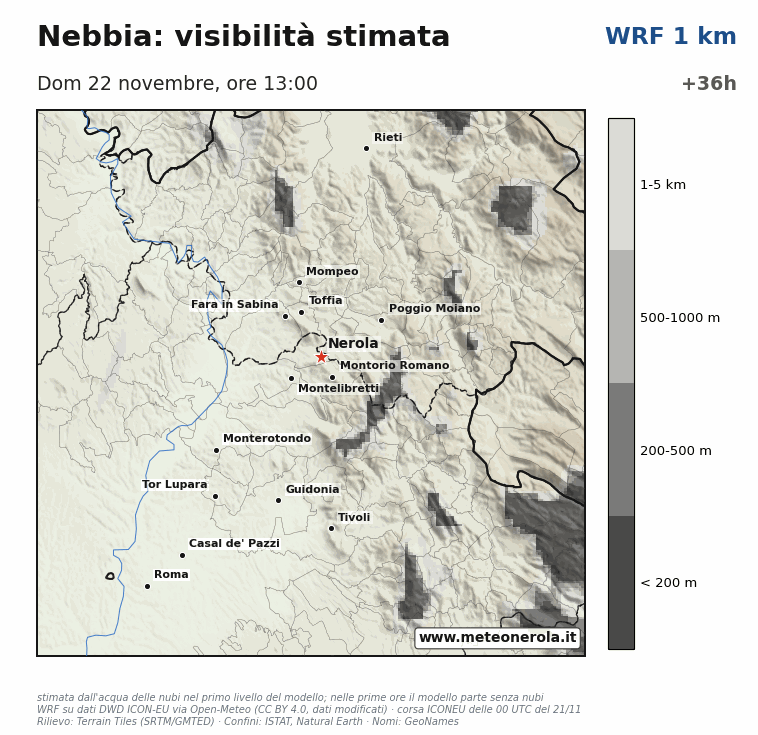 Nebbia: visibilità stimata
WRF 1 km
Dom 22 novembre, ore 13:00
+36h
Rieti
1-5 km
Mompeo
Fara in Sabina
Toffia
Poggio Moiano
500-1000 m
Nerola
Montorio Romano
Montelibretti
Monterotondo
200-500 m
Tor Lupara
Guidonia
Tivoli
Casal de' Pazzi
Roma
< 200 m
www.meteonerola.it
stimata dall'acqua delle nubi nel primo livello del modello; nelle prime ore il modello parte senza nubi
WRF su dati DWD ICON-EU via Open-Meteo (CC BY 4.0, dati modificati) · corsa ICONEU delle 00 UTC del 21/11
Rilievo: Terrain Tiles (SRTM/GMTED) · Confini: ISTAT, Natural Earth · Nomi: GeoNames